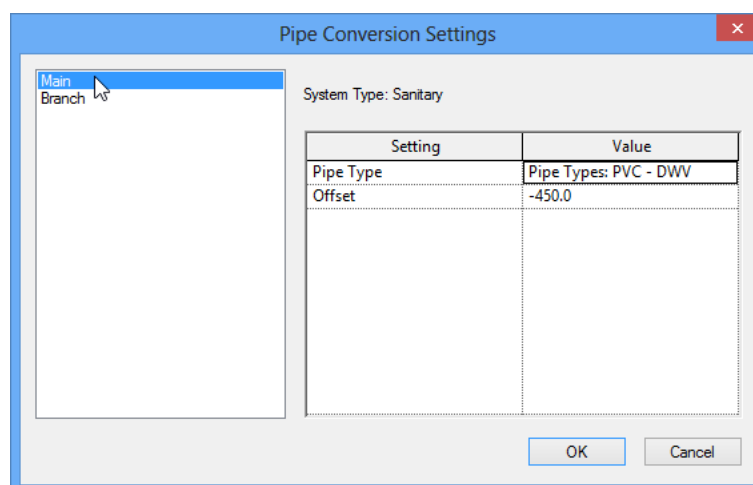 Pipe Conversion Settings
Main
Branch
System Type: Sanitary
Setting Value
Pipe Type Pipe Types: PVC - DWV
Offset -450.0
OK Cancel